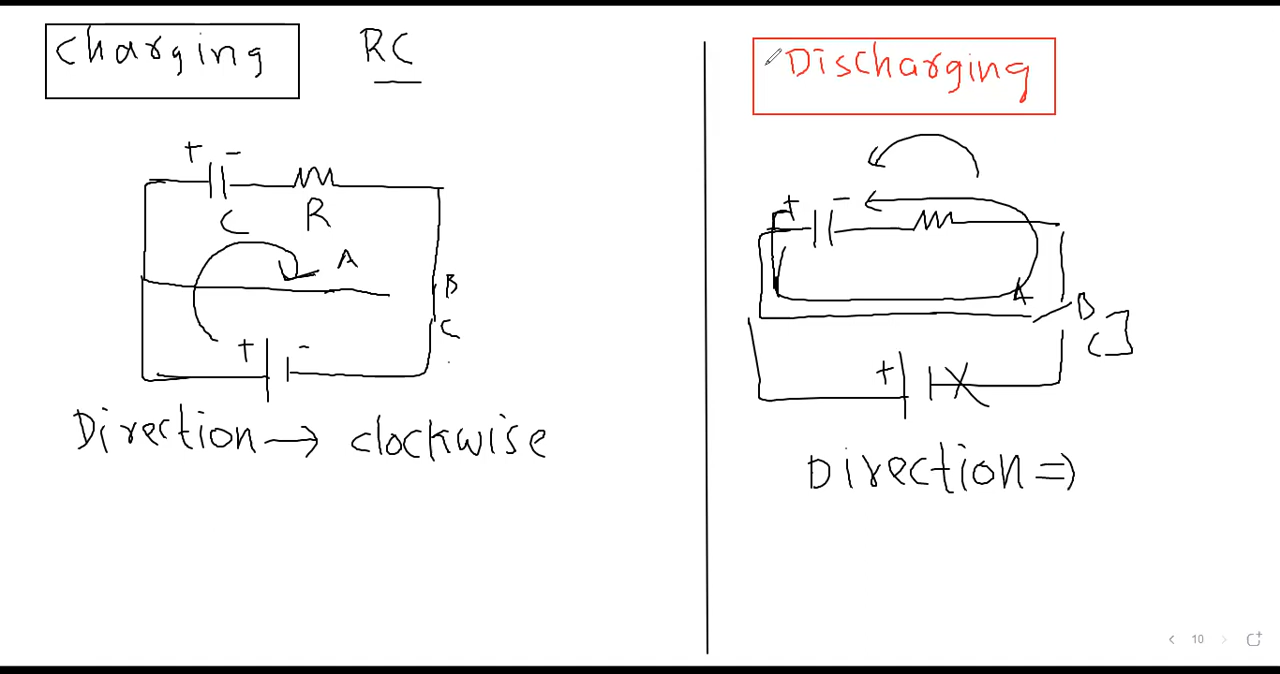 Charging
RC
+ -
C R
A
B
C
+ -
Direction → clockwise
Discharging
+ -
A
B
C
+
Direction ⇒
10